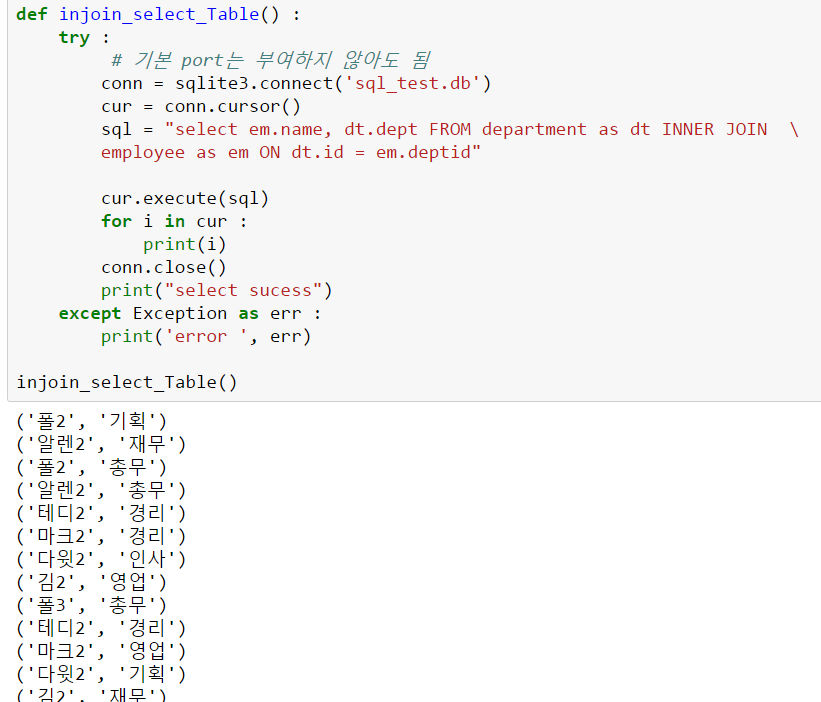 def injoin_select_Table() :
try :
# 기본 port는 부여하지 않아도 됨
conn = sqlite3.connect('sql_test.db')
cur = conn.cursor()
sql = "select em.name, dt.dept FROM department as dt INNER JOIN  \
employee as em ON dt.id = em.deptid"
cur.execute(sql)
for i in cur :
print(i)
conn.close()
print("select sucess")
except Exception as err :
print('error ', err)
injoin_select_Table()
('폴2', '기획')
('알렌2', '재무')
('폴2', '총무')
('알렌2', '총무')
('테디2', '경리')
('마크2', '경리')
('다윗2', '인사')
('김2', '영업')
('폴3', '총무')
('테디2', '경리')
('마크2', '영업')
('다윗2', '기획')
('김2', '재무')